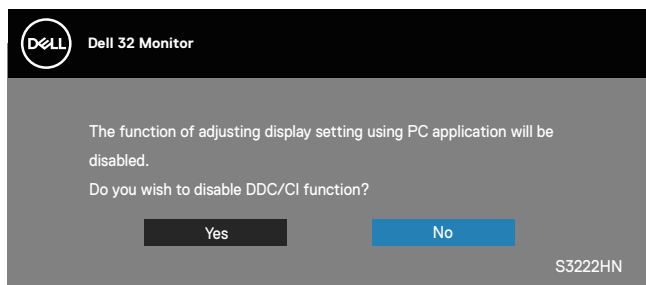 DELL
Dell 32 Monitor
The function of adjusting display setting using PC application will be
disabled.
Do you wish to disable DDC/CI function?
Yes No
S3222HN